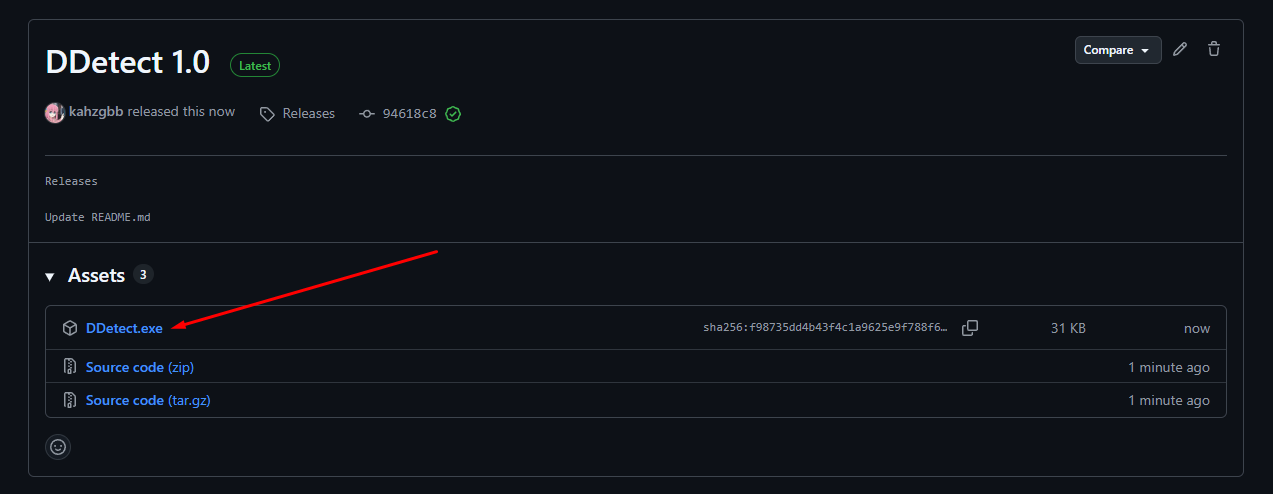 DDetect 1.0 Latest Compare
kahzgbb released this now Releases 94618c8
Releases
Update README.md
Assets 3
DDetect.exe sha256:f98735dd4b43f4c1a9625e9f788f6… 31 KB now
Source code (zip) 1 minute ago
Source code (tar.gz) 1 minute ago